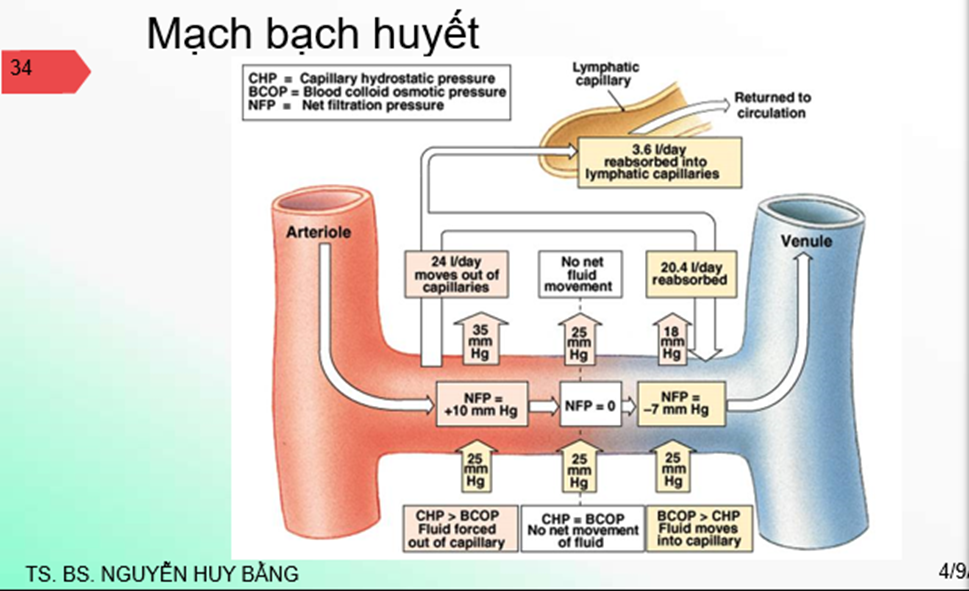 Mạch bạch huyết
34
CHP = Capillary hydrostatic pressure
BCOP = Blood colloid osmotic pressure
NFP = Net filtration pressure
Lymphatic
capillary
Returned to
circulation
3.6 l/day
reabsorbed into
lymphatic capillaries
Arteriole
Venule
24 l/day
moves out of
capillaries
No net
fluid
movement
20.4 l/day
reabsorbed
35
mm
Hg
25
mm
Hg
18
mm
Hg
NFP =
+10 mm Hg
NFP = 0
NFP =
–7 mm Hg
25
mm
Hg
25
mm
Hg
25
mm
Hg
CHP > BCOP
Fluid forced
out of capillary
CHP = BCOP
No net movement
of fluid
BCOP > CHP
Fluid moves
into capillary
TS. BS. NGUYỄN HUY BẰNG
4/9/